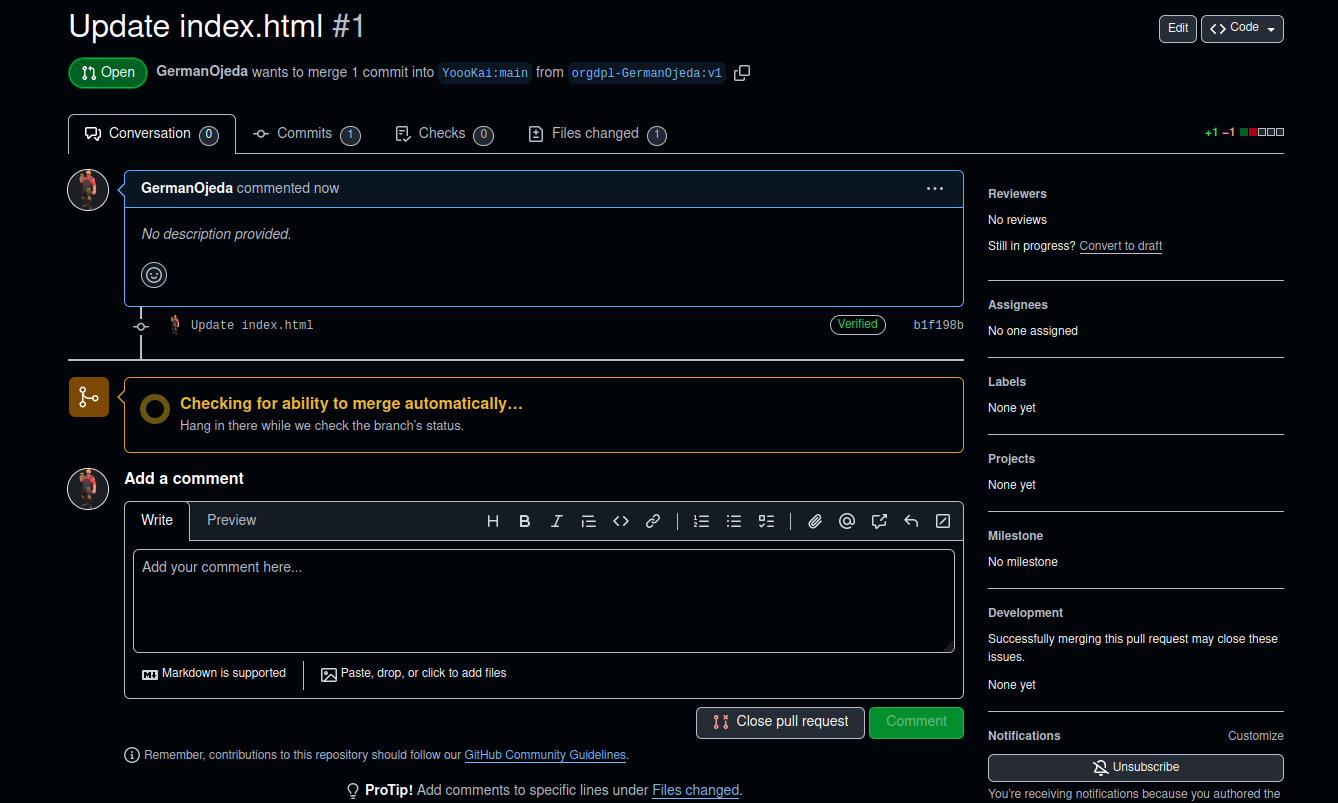 Update index.html #1
Edit
Code
Open
GermanOjeda wants to merge 1 commit into YoooKai:main from orgdpl-GermanOjeda:v1
Conversation 0
Commits 1
Checks 0
Files changed 1
+1 −1
GermanOjeda commented now
No description provided.
Update index.html
Verified
b1f198b
Checking for ability to merge automatically…
Hang in there while we check the branch's status.
Add a comment
Write
Preview
Add your comment here...
Markdown is supported
Paste, drop, or click to add files
Close pull request
Comment
Remember, contributions to this repository should follow our GitHub Community Guidelines.
ProTip! Add comments to specific lines under Files changed.
Reviewers
No reviews
Still in progress? Convert to draft
Assignees
No one assigned
Labels
None yet
Projects
None yet
Milestone
No milestone
Development
Successfully merging this pull request may close these
issues.
None yet
Notifications
Customize
Unsubscribe
You're receiving notifications because you authored the